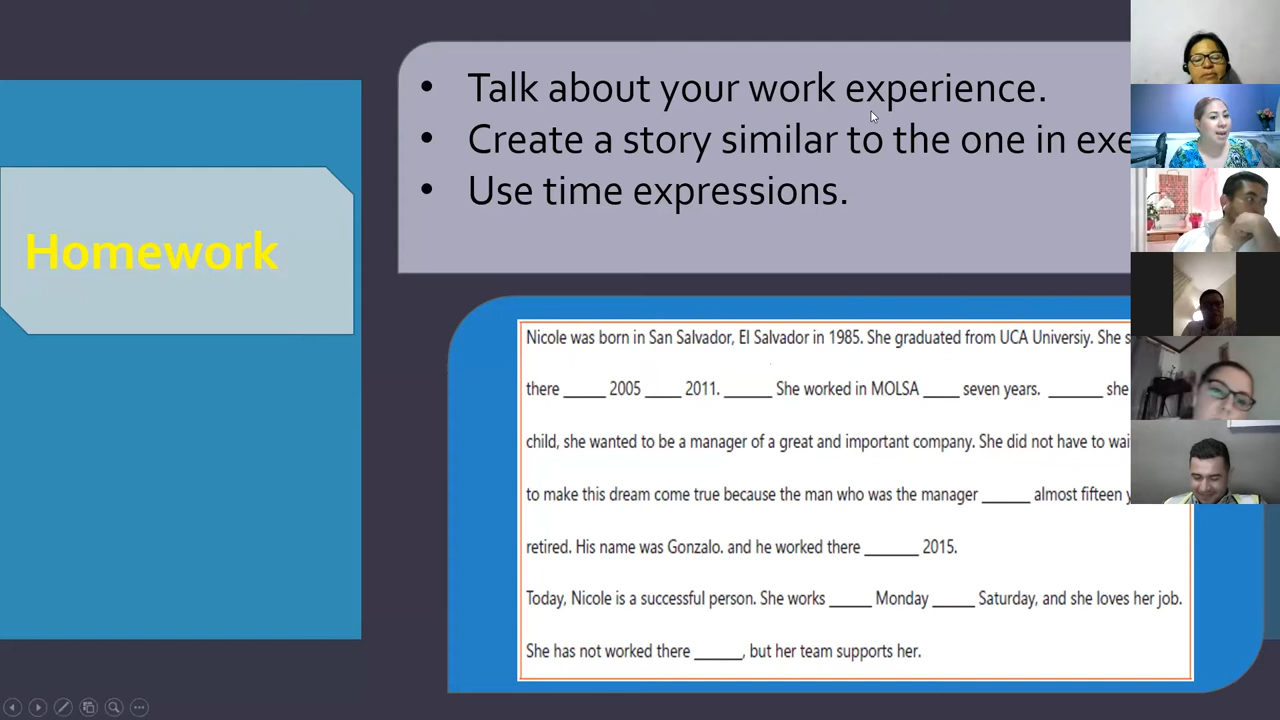 Homework
• Talk about your work experience.
• Create a story similar to the one in exe
• Use time expressions.
Nicole was born in San Salvador, El Salvador in 1985. She graduated from UCA Universiy. She s
there _____ 2005 ____ 2011. _____ She worked in MOLSA ____ seven years. ______ she
child, she wanted to be a manager of a great and important company. She did not have to wai
to make this dream come true because the man who was the manager _____ almost fifteen y
retired. His name was Gonzalo. and he worked there ______ 2015.
Today, Nicole is a successful person. She works _____ Monday _____ Saturday, and she loves her job.
She has not worked there ______, but her team supports her.